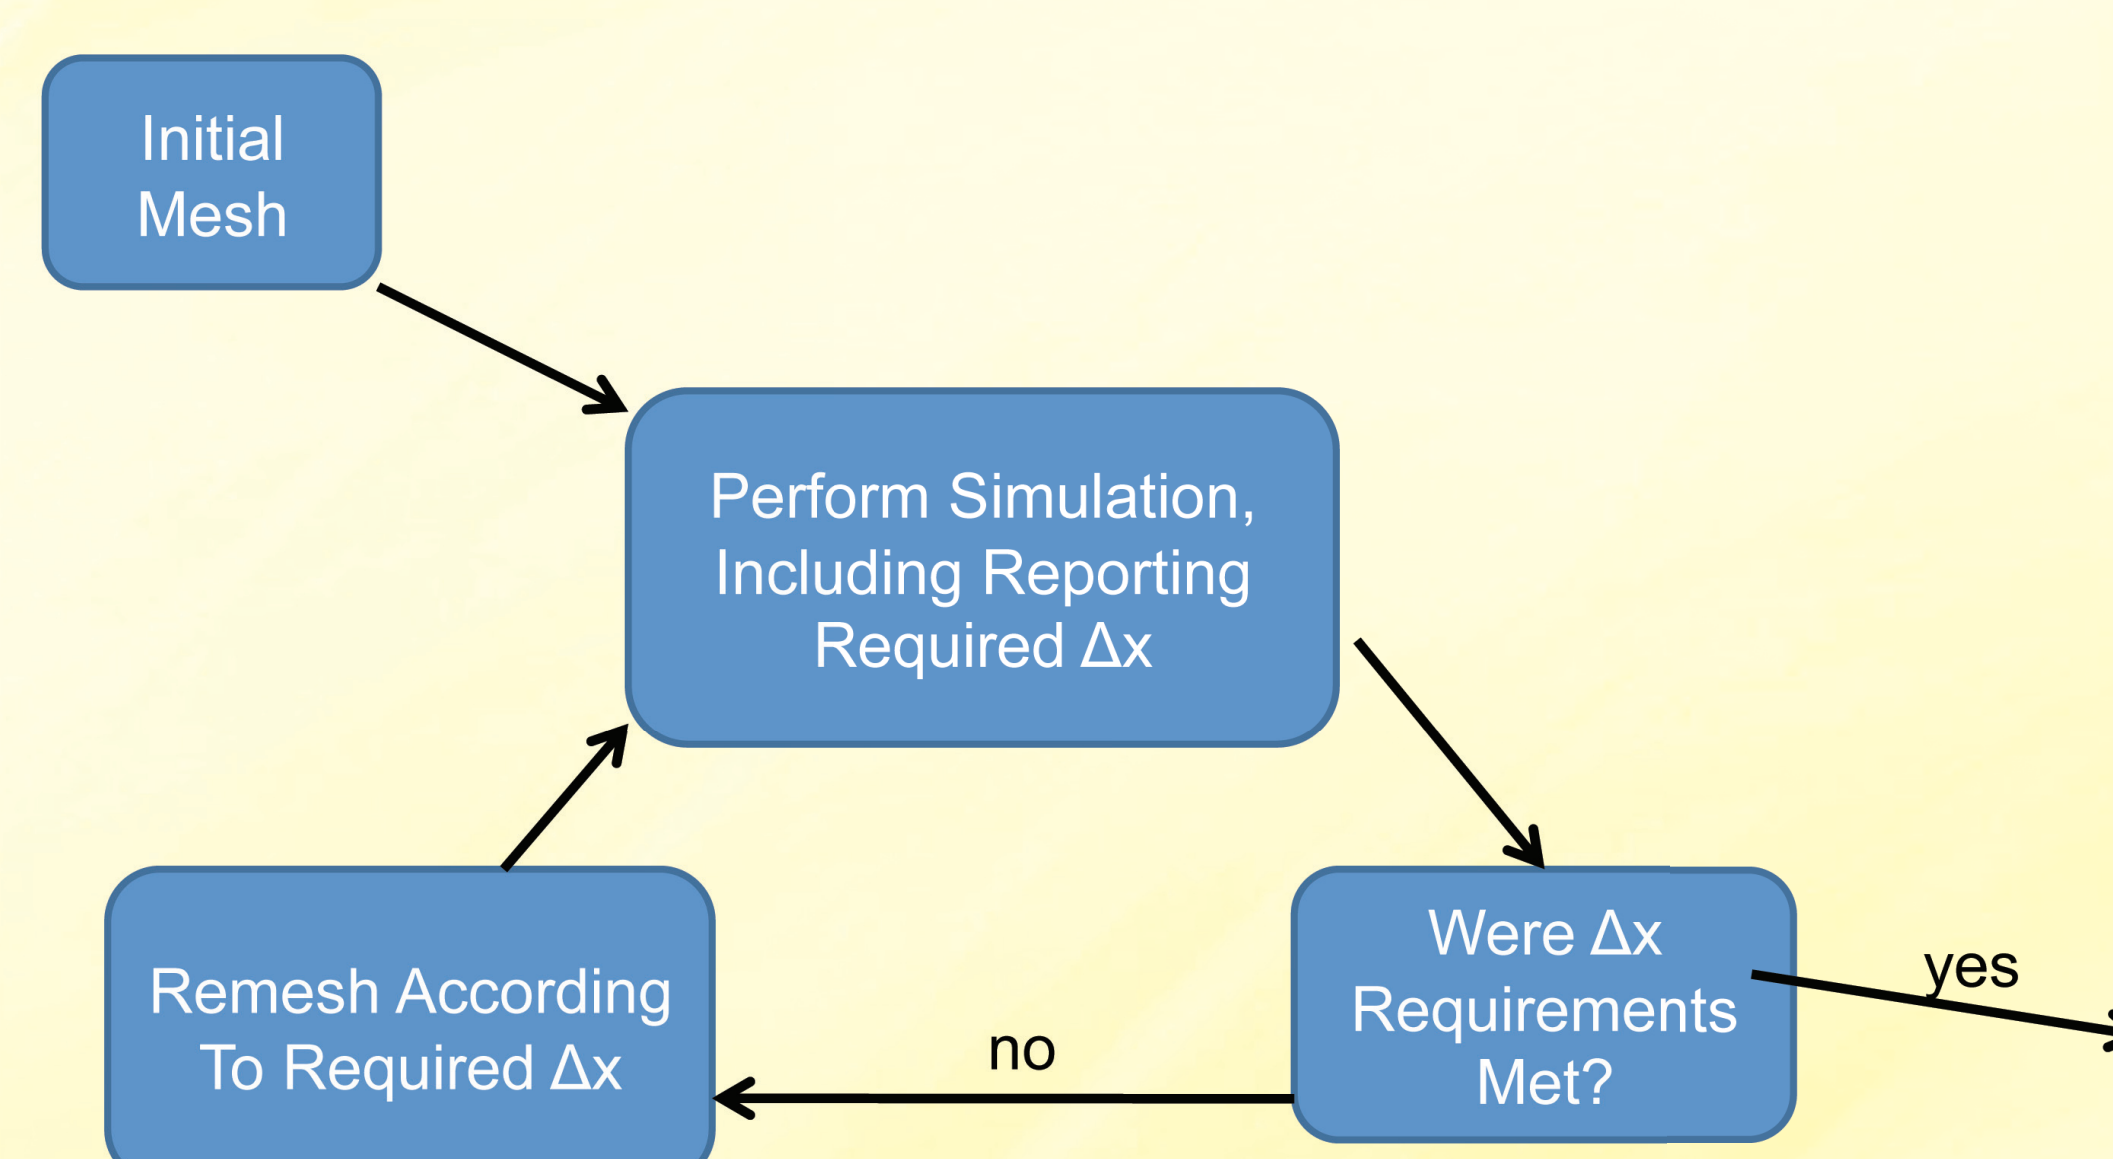 Initial
Mesh
Perform Simulation,
Including Reporting
Required Δx
Were Δx
Requirements
Met?
yes
no
Remesh According
To Required Δx